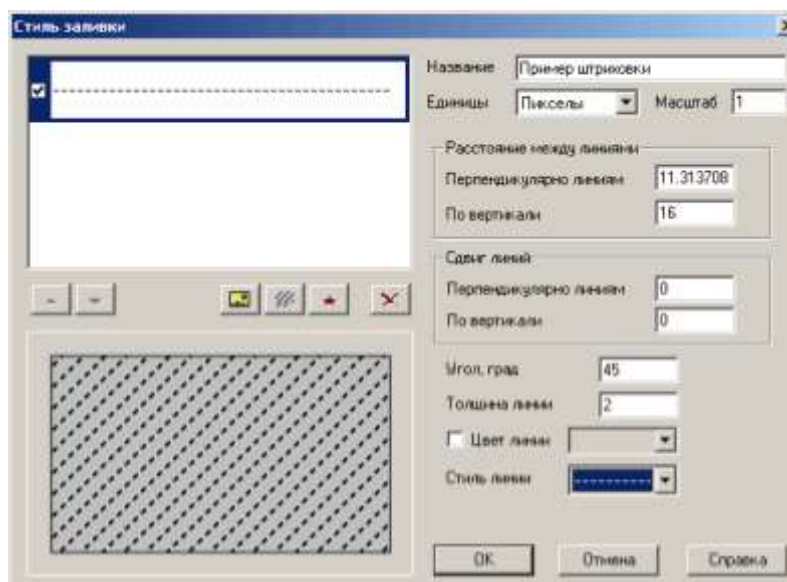 Стиль заливки
Название Пример штриховки
Единицы Пикселы Масштаб 1
Расстояние между линиями
Перпендикулярно линиям 11.313708
По вертикали 16
Сдвиг линий
Перпендикулярно линиям 0
По вертикали 0
Угол, град 45
Толщина линии 2
Цвет линии
Стиль линии
OK Отмена Справка